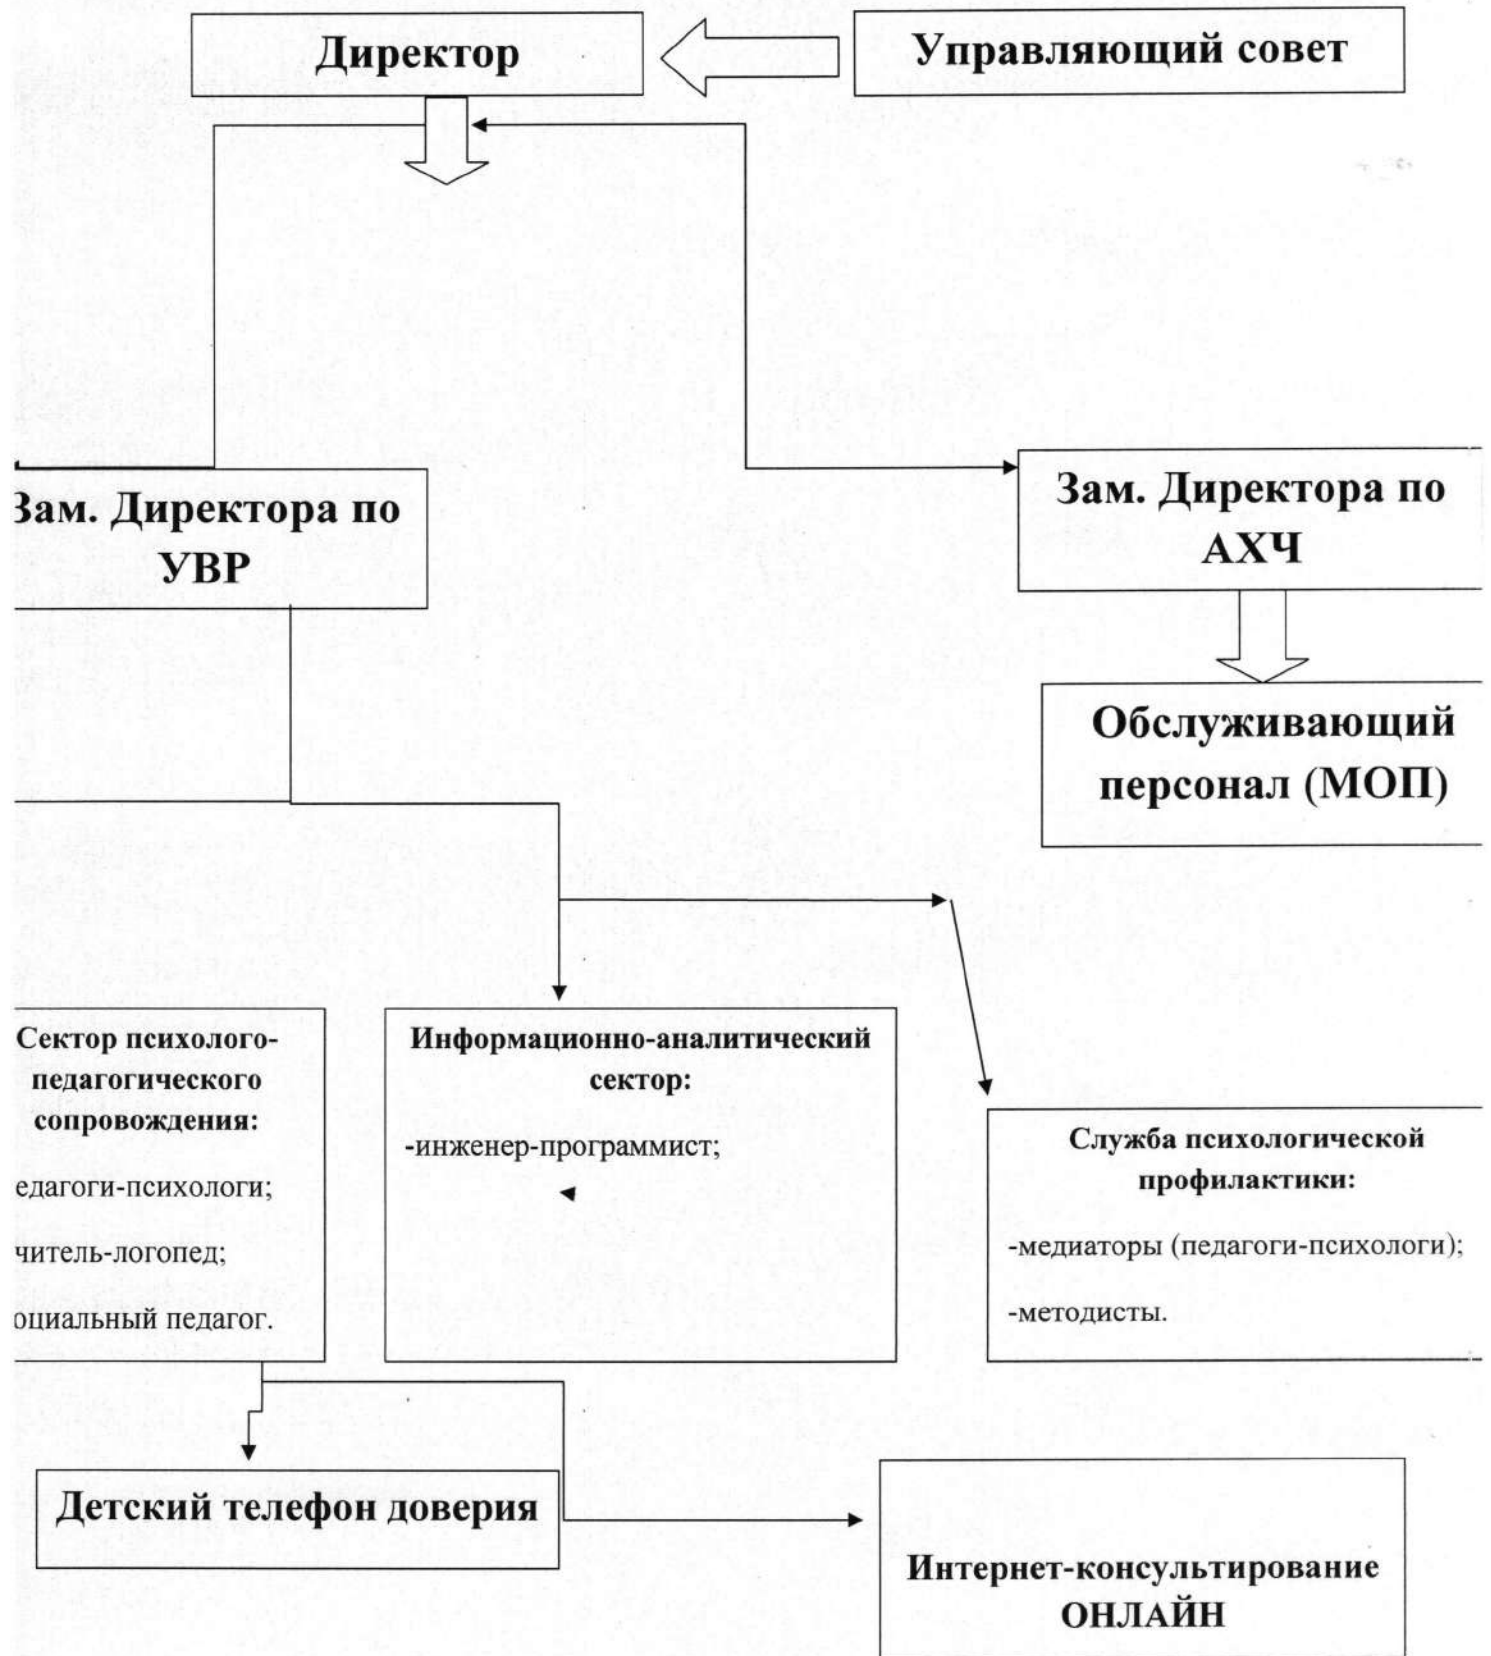 Директор
Управляющий совет
Зам. Директора по
УВР
Зам. Директора по
АХЧ
Обслуживающий
персонал (МОП)
Сектор психолого-
педагогического
сопровождения:
едагоги-психологи;
читель-логопед;
оциальный педагог.
Информационно-аналитический
сектор:
-инженер-программист;
Служба психологической
профилактики:
-медиаторы (педагоги-психологи);
-методисты.
Детский телефон доверия
Интернет-консультирование
ОНЛАЙН